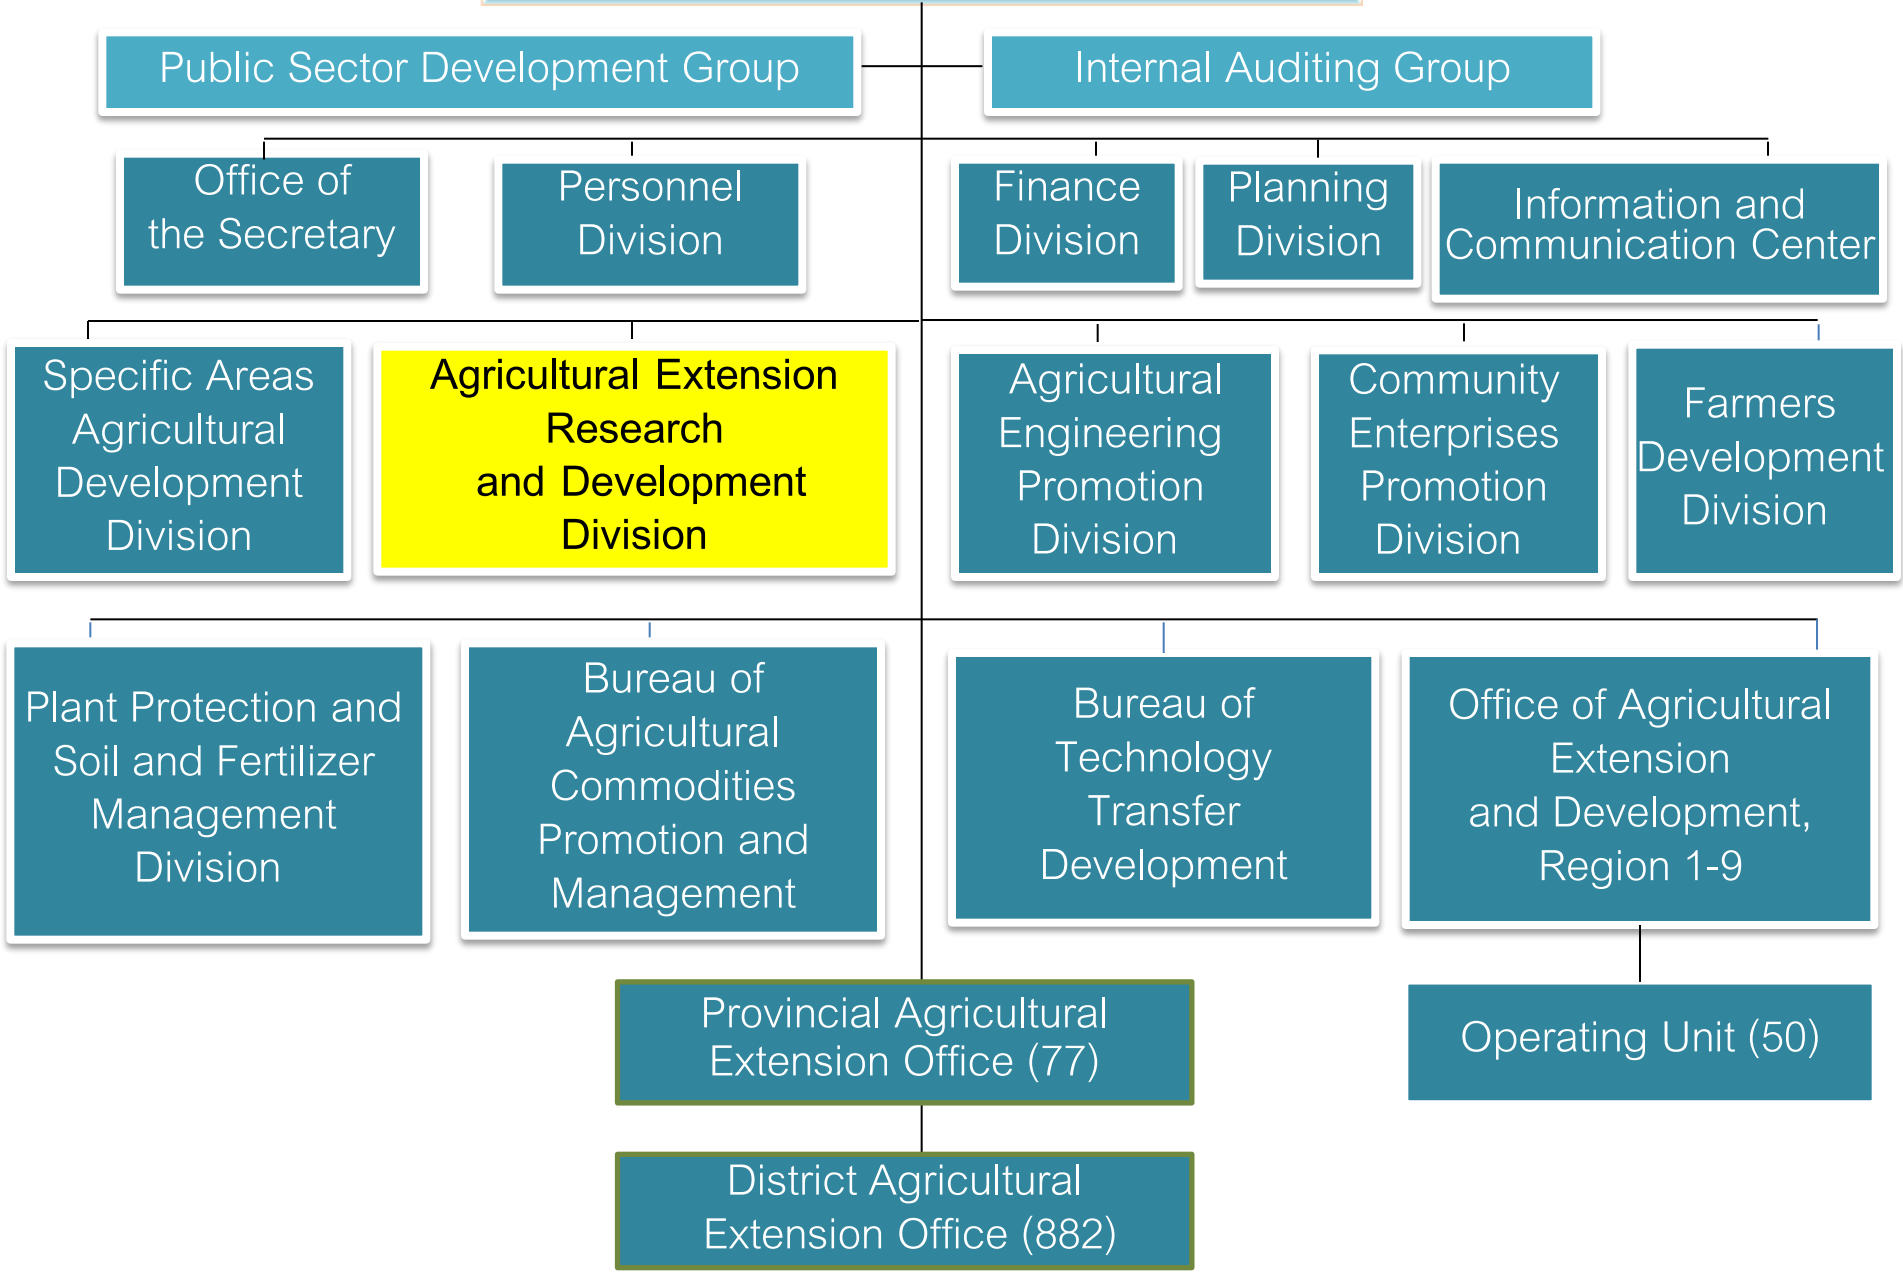 Public Sector Development Group
Internal Auditing Group
Office of
the Secretary
Personnel
Division
Finance
Division
Planning
Division
Information and
Communication Center
Specific Areas
Agricultural
Development
Division
Agricultural Extension
Research
and Development
Division
Agricultural
Engineering
Promotion
Division
Community
Enterprises
Promotion
Division
Farmers
Development
Division
Plant Protection and
Soil and Fertilizer
Management
Division
Bureau of
Agricultural
Commodities
Promotion and
Management
Bureau of
Technology
Transfer
Development
Office of Agricultural
Extension
and Development,
Region 1-9
Provincial Agricultural
Extension Office (77)
Operating Unit (50)
District Agricultural
Extension Office (882)